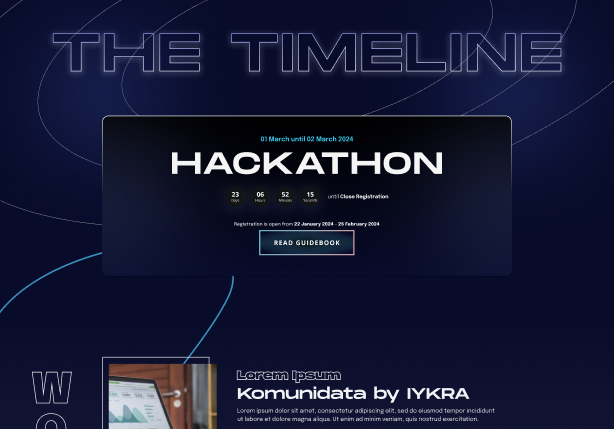 THE TIMELINE
01 March until 02 March 2024
HACKATHON
23 06 52 15 until Close Registration
Days Hours Minutes Seconds
Registration is open from 22 January 2024 - 25 February 2024
READ GUIDEBOOK
W
O
Lorem Ipsum
Komunidata by IYKRA
Lorem ipsum dolor sit amet, consectetur adipiscing elit, sed do eiusmod tempor incididunt
ut labore et dolore magna aliqua. Ut enim ad minim veniam, quis nostrud exercitation.